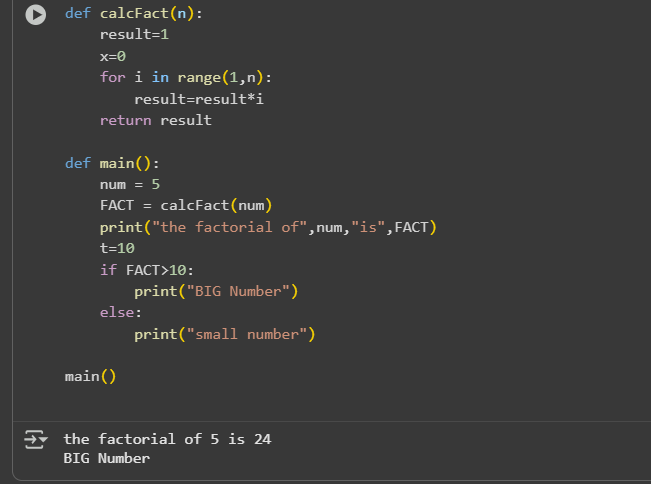 def calcFact(n):
    result=1
    x=0
    for i in range(1,n):
        result=result*i
    return result

def main():
    num = 5
    FACT = calcFact(num)
    print("the factorial of",num,"is",FACT)
    t=10
    if FACT>10:
        print("BIG Number")
    else:
        print("small number")

main()

the factorial of 5 is 24
BIG Number